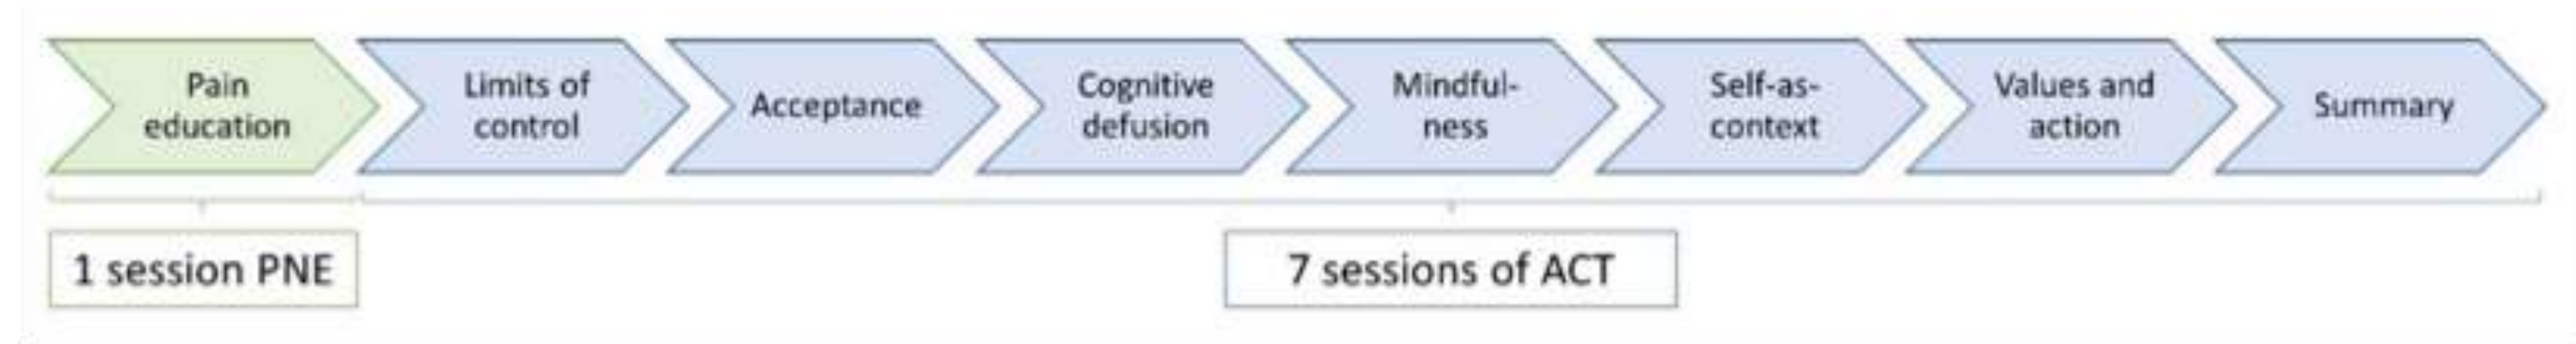 Pain
education
Limits of
control
Acceptance
Cognitive
defusion
Mindful-
ness
Self-as-
context
Values and
action
Summary
1 session PNE
7 sessions of ACT